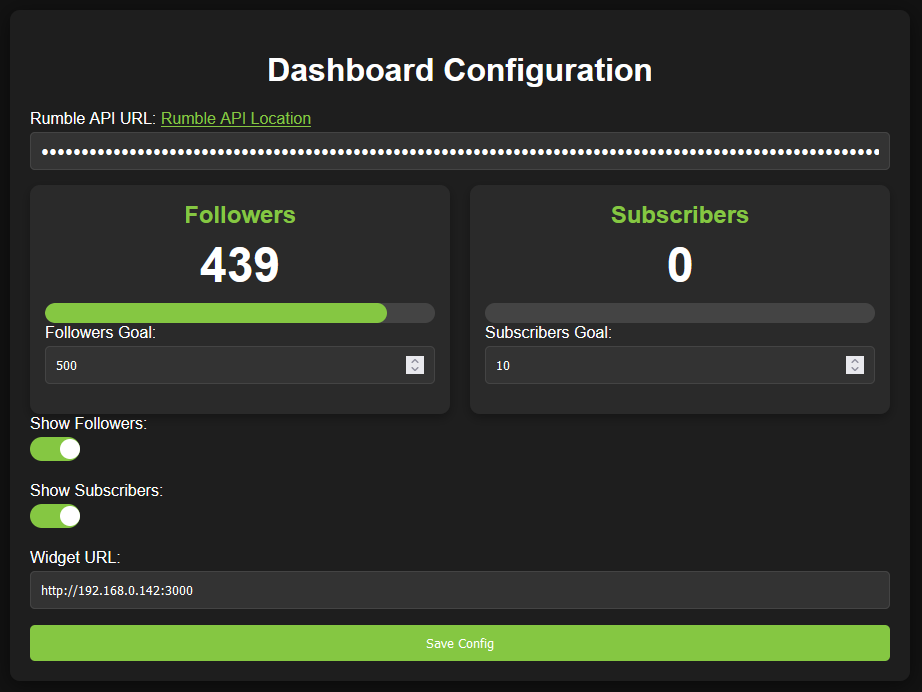 Dashboard Configuration
Rumble API URL: Rumble API Location
Followers
439
Followers Goal:
500
Subscribers
0
Subscribers Goal:
10
Show Followers:
Show Subscribers:
Widget URL:
http://192.168.0.142:3000
Save Config